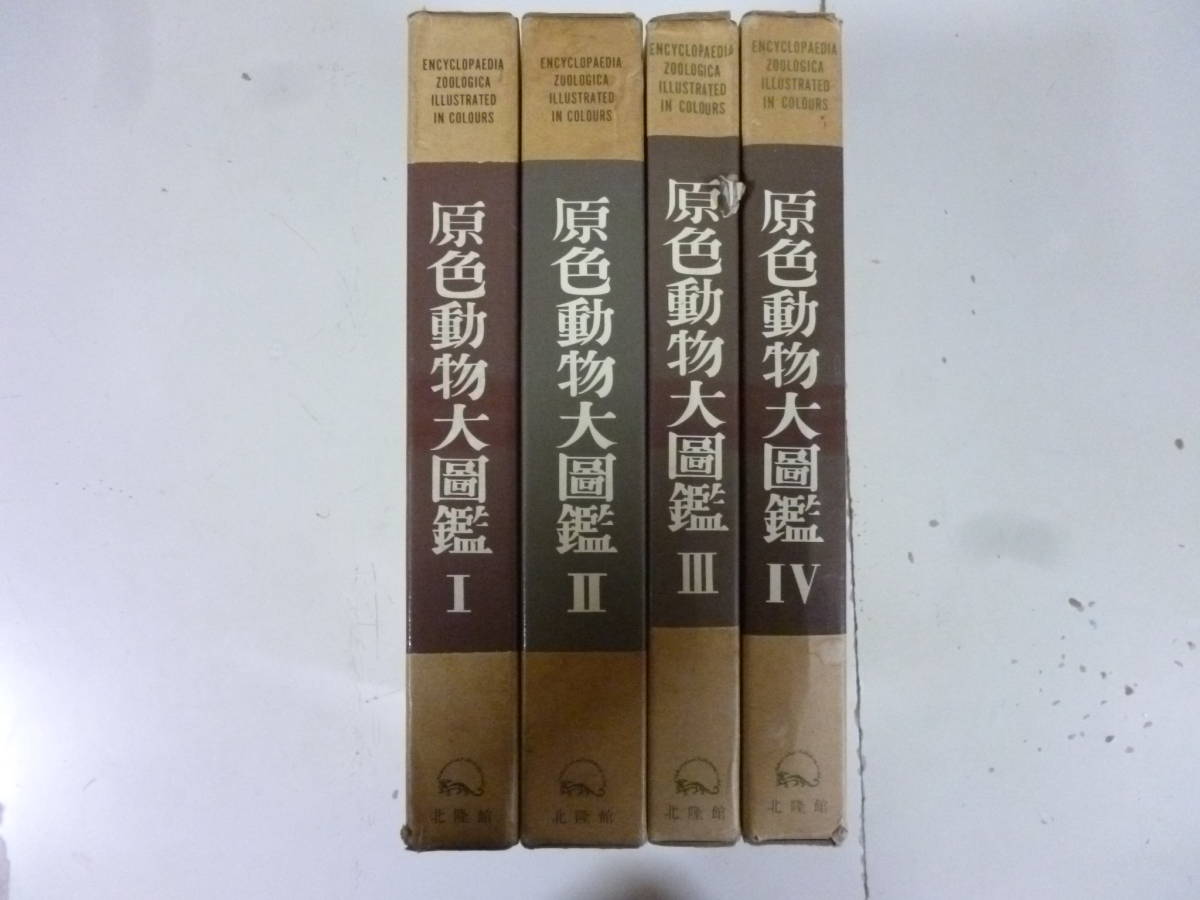 ENCYCLOPAEDIA
ZOOLOGICA
ILLUSTRATED
IN COLOURS
原色動物大圖鑑 I
北隆館
ENCYCLOPAEDIA
ZOOLOGICA
ILLUSTRATED
IN COLOURS
原色動物大圖鑑 II
北隆館
ENCYCLOPAEDIA
ZOOLOGICA
ILLUSTRATED
IN COLOURS
原色動物大圖鑑 III
北隆館
ENCYCLOPAEDIA
ZOOLOGICA
ILLUSTRATED
IN COLOURS
原色動物大圖鑑 IV
北隆館